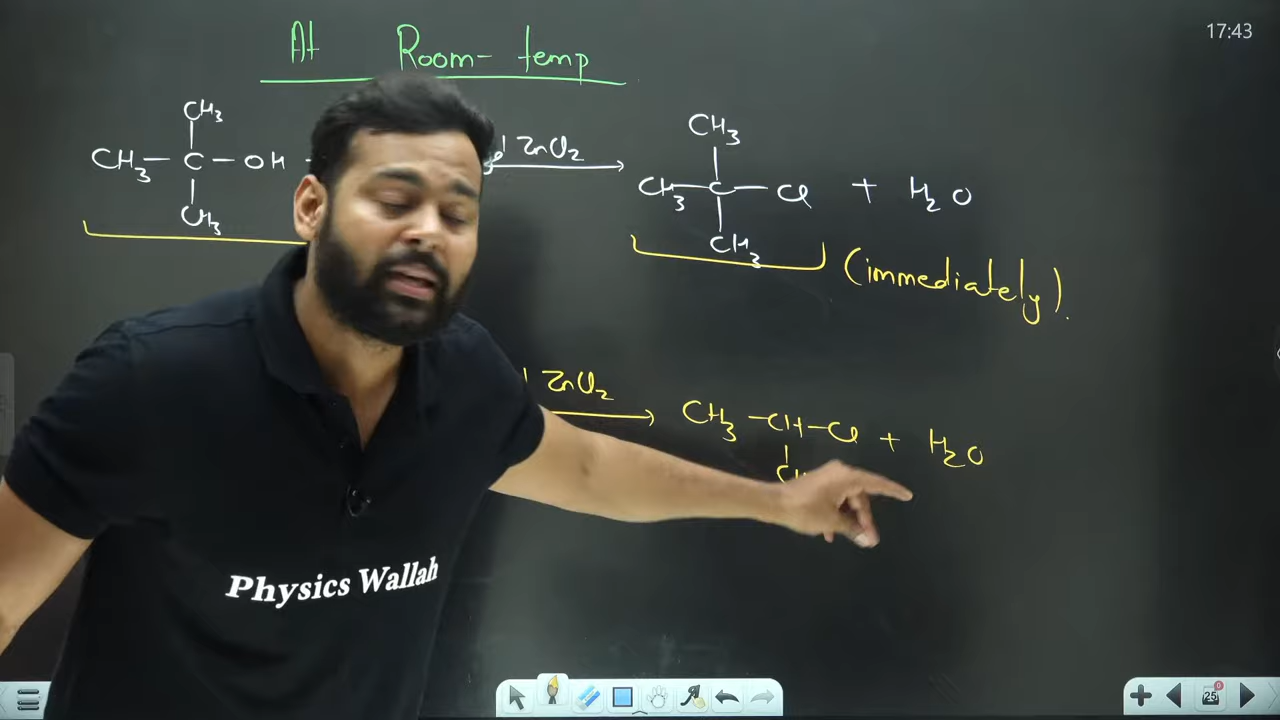 17:43
At Room- temp
CH3
CH3 - C - OH
CH3
ZnCl2
CH3
CH3 - C - Cl + H2O
CH3
(immediately).
ZnCl2
CH3 - CH - Cl + H2O
Physics Wallah
25